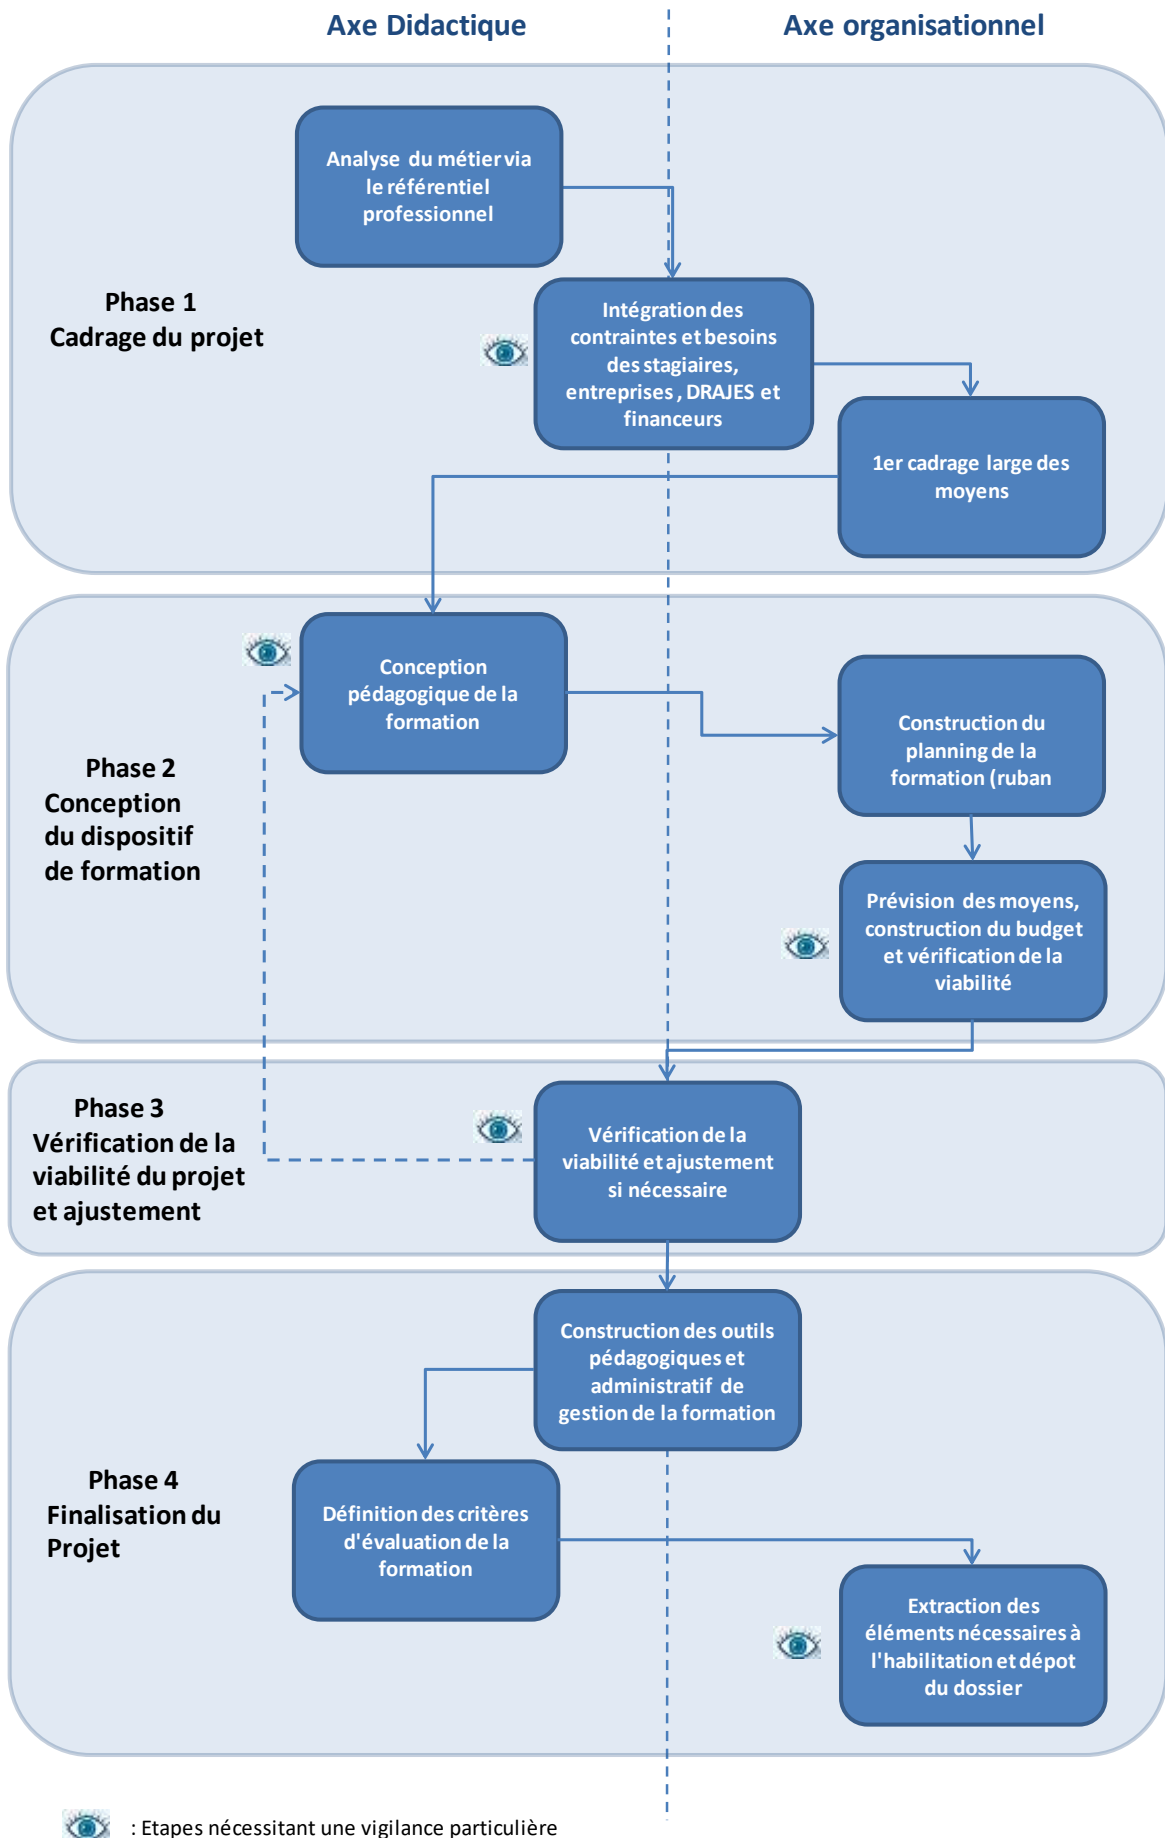 Axe Didactique
Axe organisationnel
Analyse du métier via
le référentiel
professionnel
Phase 1
Cadrage du projet
Intégration des
contraintes et besoins
des stagiaires,
entreprises , DRAJES et
financeurs
1er cadrage large des
moyens
Conception
pédagogique de la
formation
Construction du
planning de la
formation (ruban
Phase 2
Conception
du dispositif
de formation
Prévision des moyens,
construction du budget
et vérification de la
viabilité
Phase 3
Vérification de la
viabilité du projet
et ajustement
Vérification de la
viabilité et ajustement
si nécessaire
Construction des outils
pédagogiques et
administratif de
gestion de la formation
Phase 4
Finalisation du
Projet
Définition des critères
d'évaluation de la
formation
Extraction des
éléments nécessaires à
l'habilitation et dépot
du dossier
: Etapes nécessitant une vigilance particulière